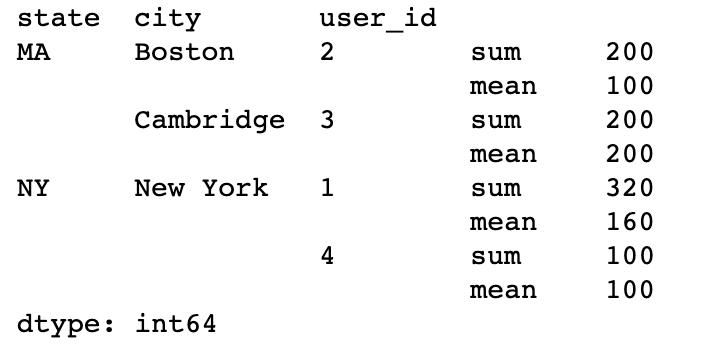 state  city       user_id
MA     Boston     2        sum     200
                           mean    100
       Cambridge  3        sum     200
                           mean    200
NY     New York   1        sum     320
                           mean    160
                  4        sum     100
                           mean    100
dtype: int64